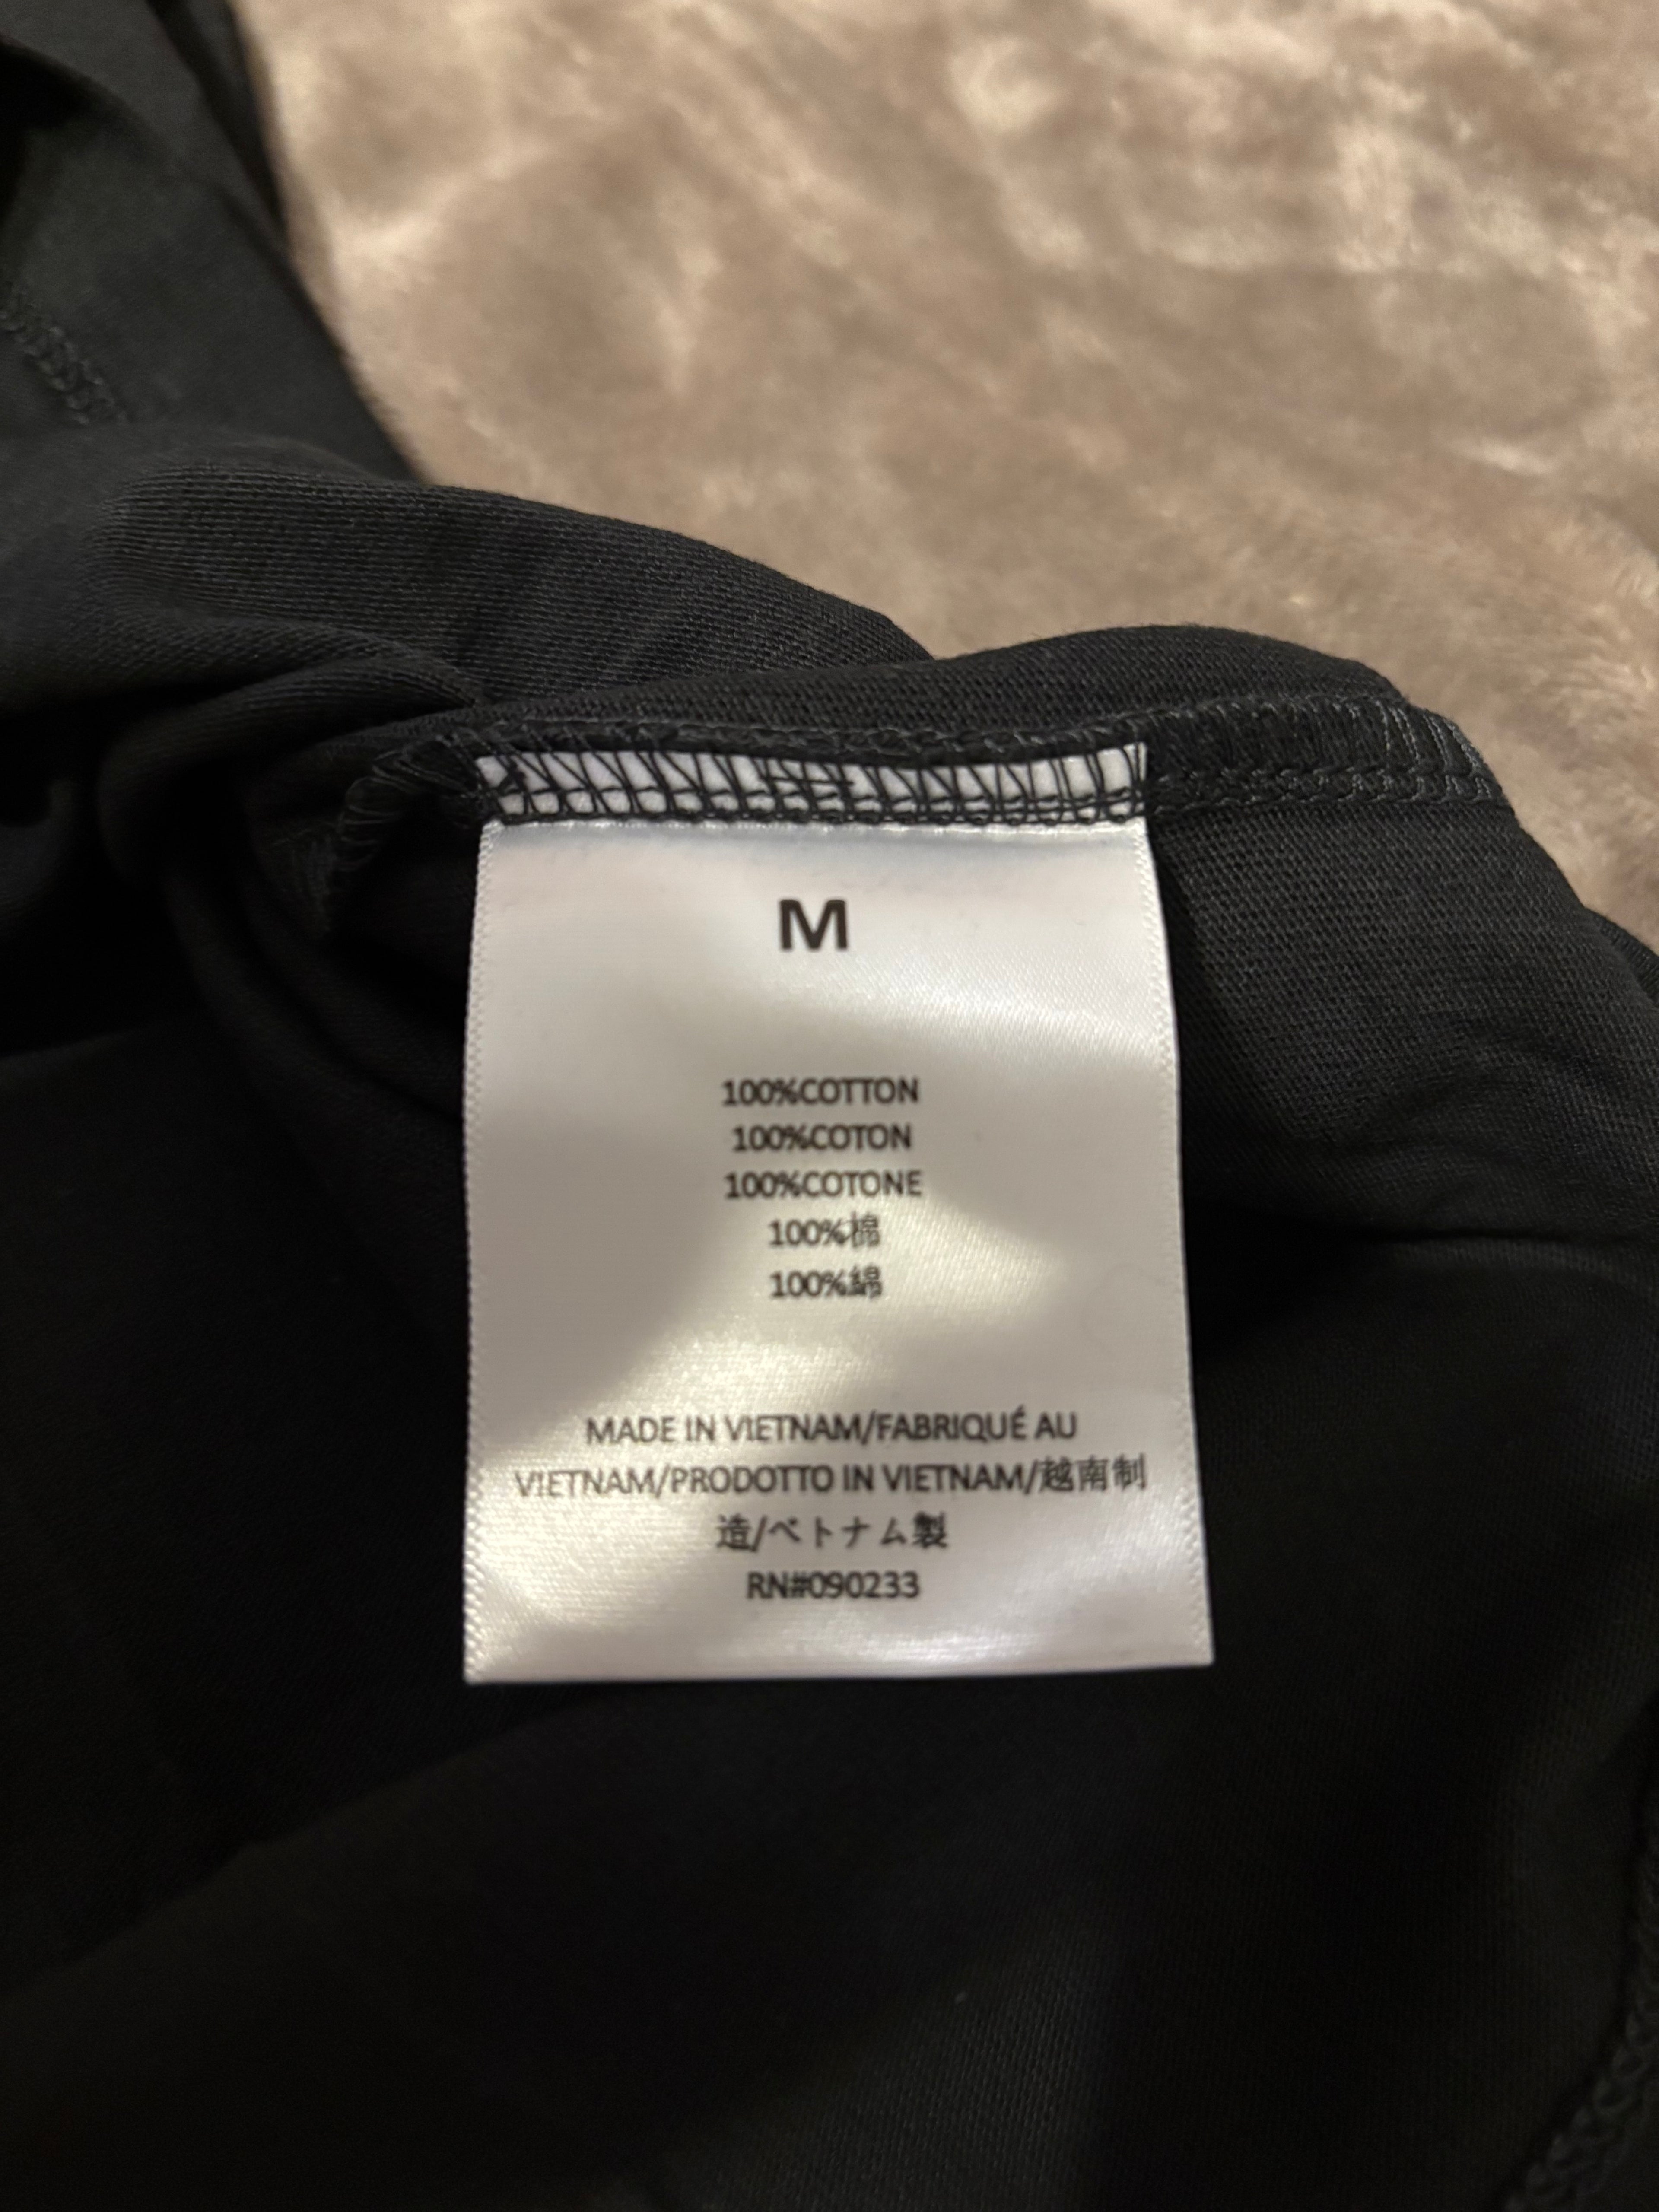 M
100%COTTON
100%COTON
100%COTONE
100%棉
100%綿
MADE IN VIETNAM/FABRIQUÉ AU
VIETNAM/PRODOTTO IN VIETNAM/越南制
造/ベトナム製
RN#090233